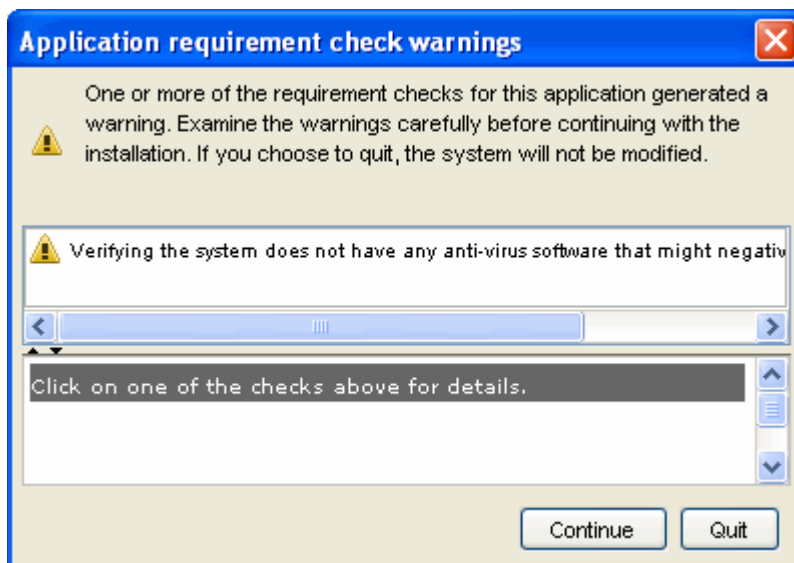 Application requirement check warnings
One or more of the requirement checks for this application generated a
warning. Examine the warnings carefully before continuing with the
installation. If you choose to quit, the system will not be modified.
Verifying the system does not have any anti-virus software that might negativ
Click on one of the checks above for details.
Continue Quit